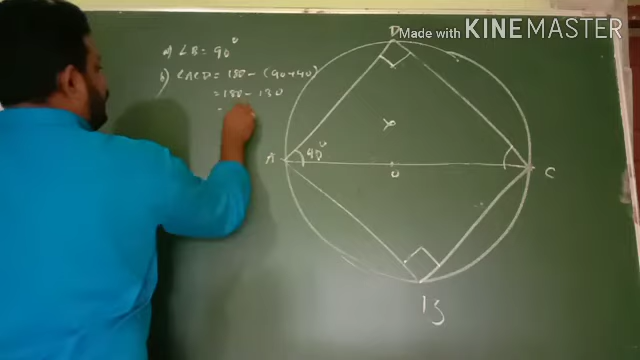 Made with KINEMASTER
D
a) ∠B = 90°
b) ∠ACD = 180 - (90+40)
= 180 - 130
=
A
90°
O
C
B